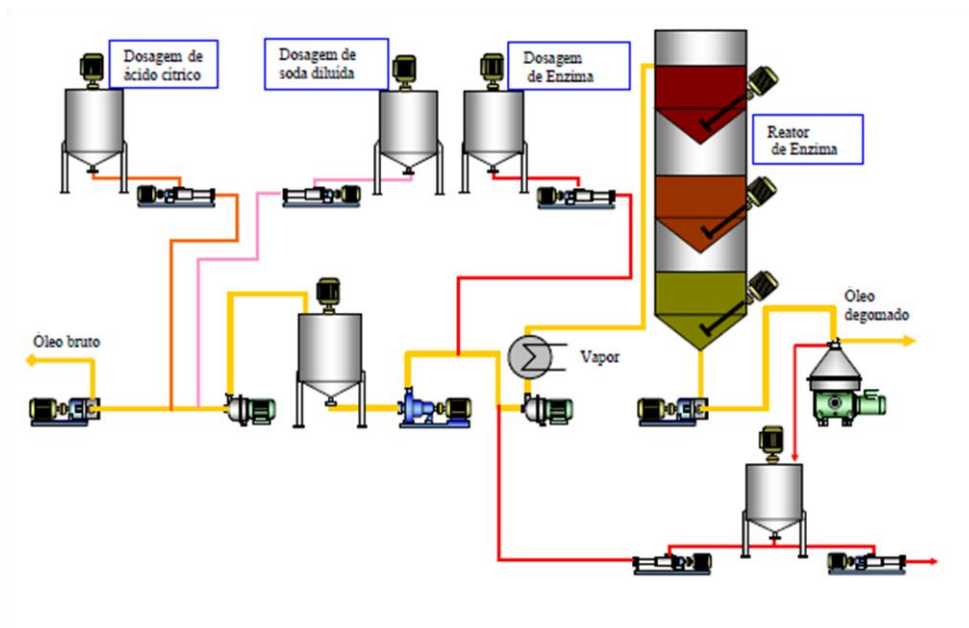 Dosagem de
ácido cítrico
Dosagem de
soda diluída
Dosagem
de Enzima
Reator
de Enzima
Óleo bruto
Vapor
Óleo
degomado